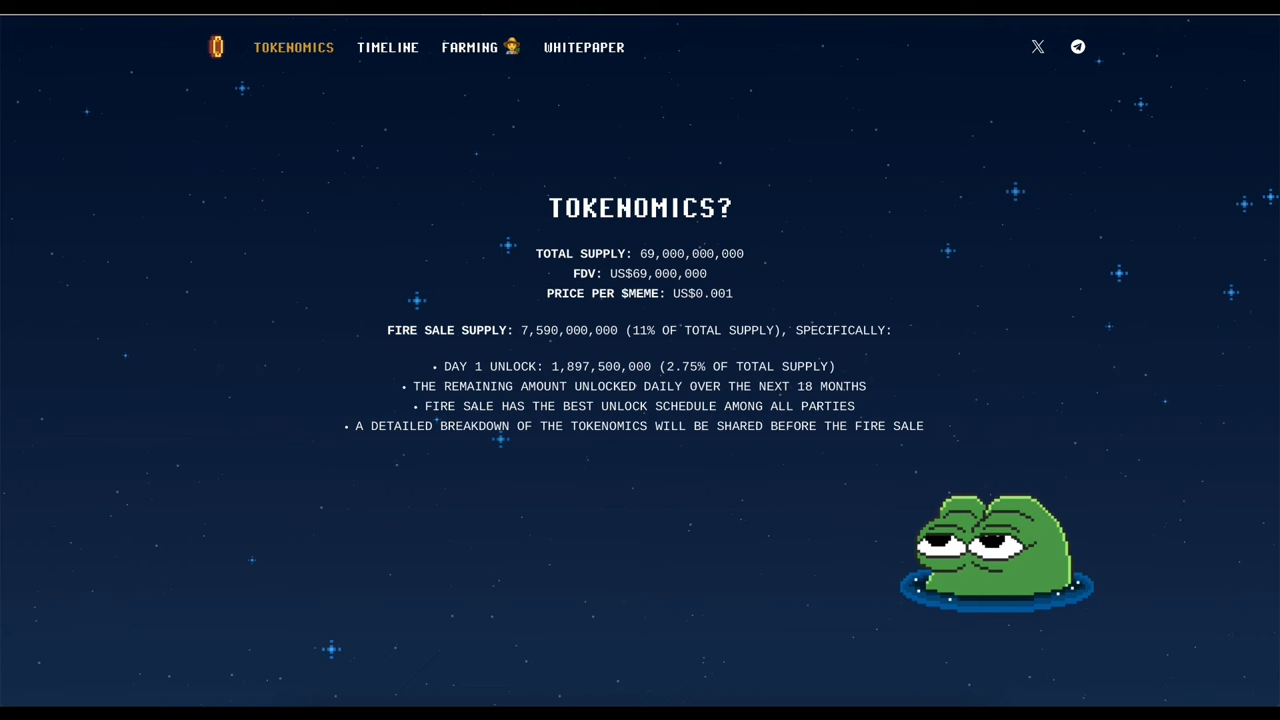 TOKENOMICS TIMELINE FARMING WHITEPAPER
TOKENOMICS?
TOTAL SUPPLY: 69,000,000,000
FDV: US$69,000,000
PRICE PER $MEME: US$0.001
FIRE SALE SUPPLY: 7,590,000,000 (11% OF TOTAL SUPPLY), SPECIFICALLY:
• DAY 1 UNLOCK: 1,897,500,000 (2.75% OF TOTAL SUPPLY)
• THE REMAINING AMOUNT UNLOCKED DAILY OVER THE NEXT 18 MONTHS
• FIRE SALE HAS THE BEST UNLOCK SCHEDULE AMONG ALL PARTIES
• A DETAILED BREAKDOWN OF THE TOKENOMICS WILL BE SHARED BEFORE THE FIRE SALE